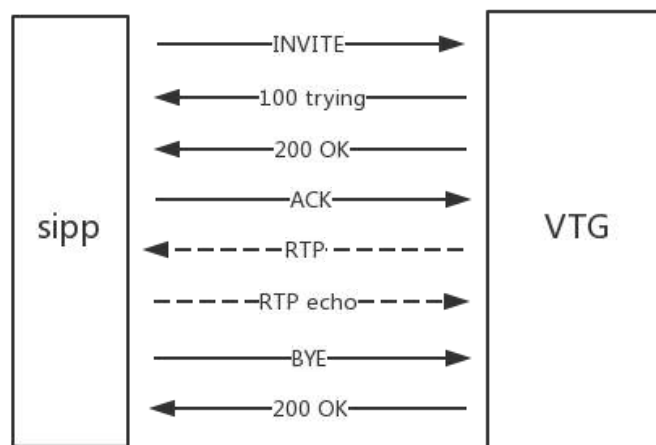 INVITE
100 trying
200 OK
ACK
sipp
VTG
RTP
RTP echo
BYE
200 OK